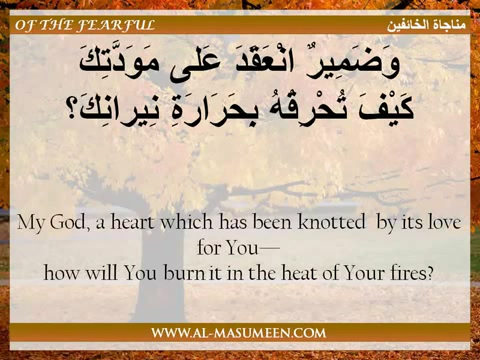 OF THE FEARFUL مناجاة الخائفين
وَضَمِيرٌ انْعَقَدَ عَلى مَوَدَّتِكَ
كَيْفَ تُحْرِقُهُ بِحَرَارَةِ نِيرانِكَ؟
My God, a heart which has been knotted by its love
for You—
how will You burn it in the heat of Your fires?
WWW.AL-MASUMEEN.COM